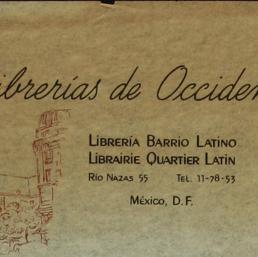 ibrerías de Occiden
LIBRERÍA BARRIO LATINO
LIBRAIRIE QUARTIER LATIN
RÍO NAZAS 55 TEL. 11-78-53
MÉXICO, D. F.